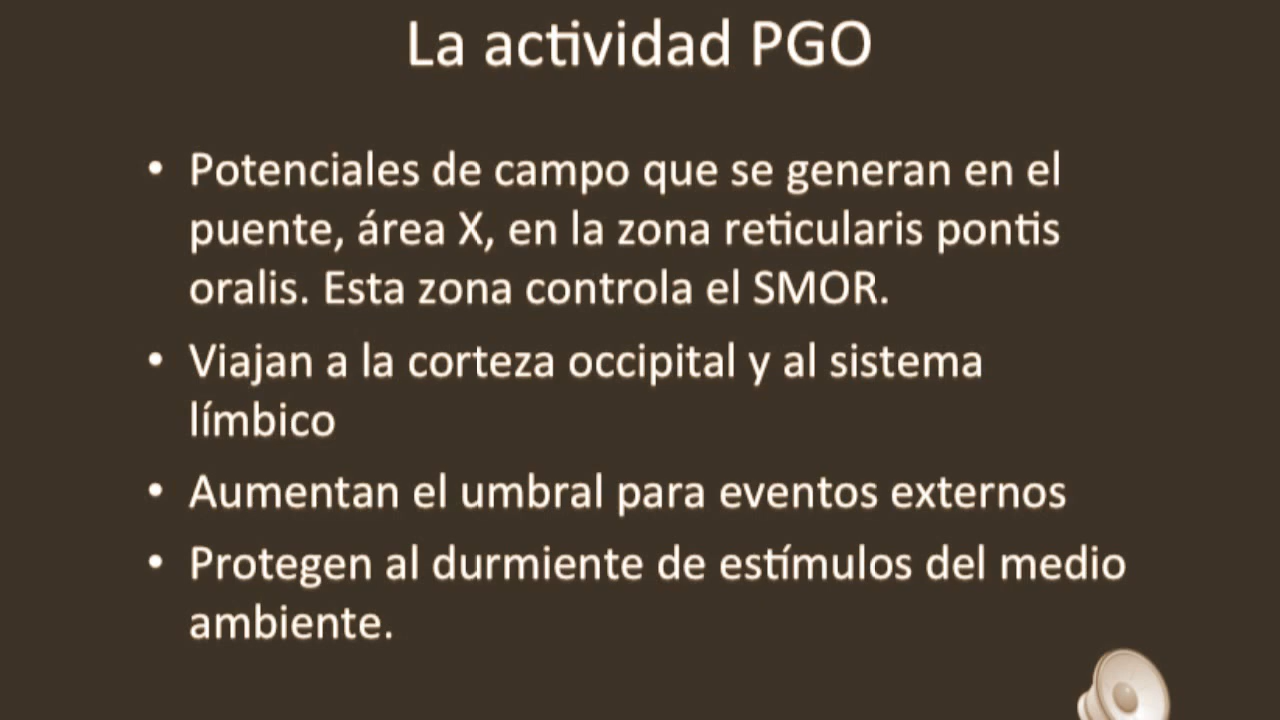 La actividad PGO
• Potenciales de campo que se generan en el
puente, área X, en la zona reticularis pontis
oralis. Esta zona controla el SMOR.
• Viajan a la corteza occipital y al sistema
límbico
• Aumentan el umbral para eventos externos
• Protegen al durmiente de estímulos del medio
ambiente.